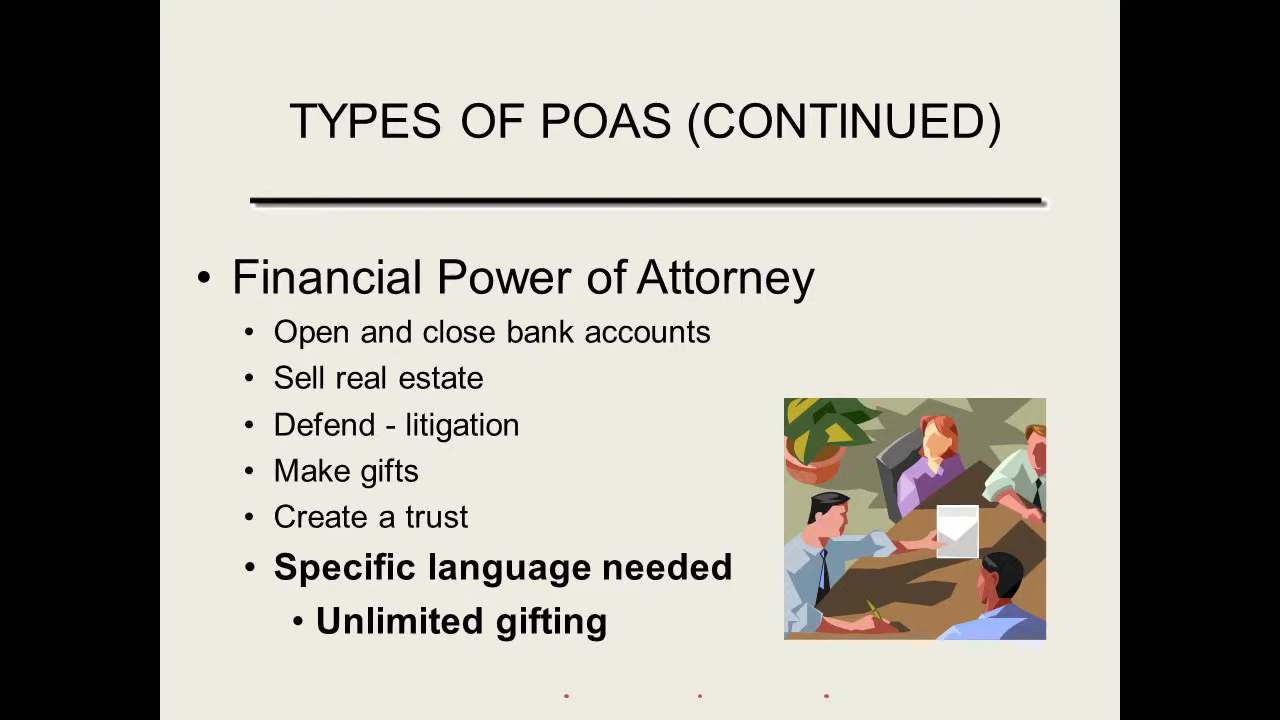 TYPES OF POAS (CONTINUED)
• Financial Power of Attorney
• Open and close bank accounts
• Sell real estate
• Defend - litigation
• Make gifts
• Create a trust
• Specific language needed
• Unlimited gifting